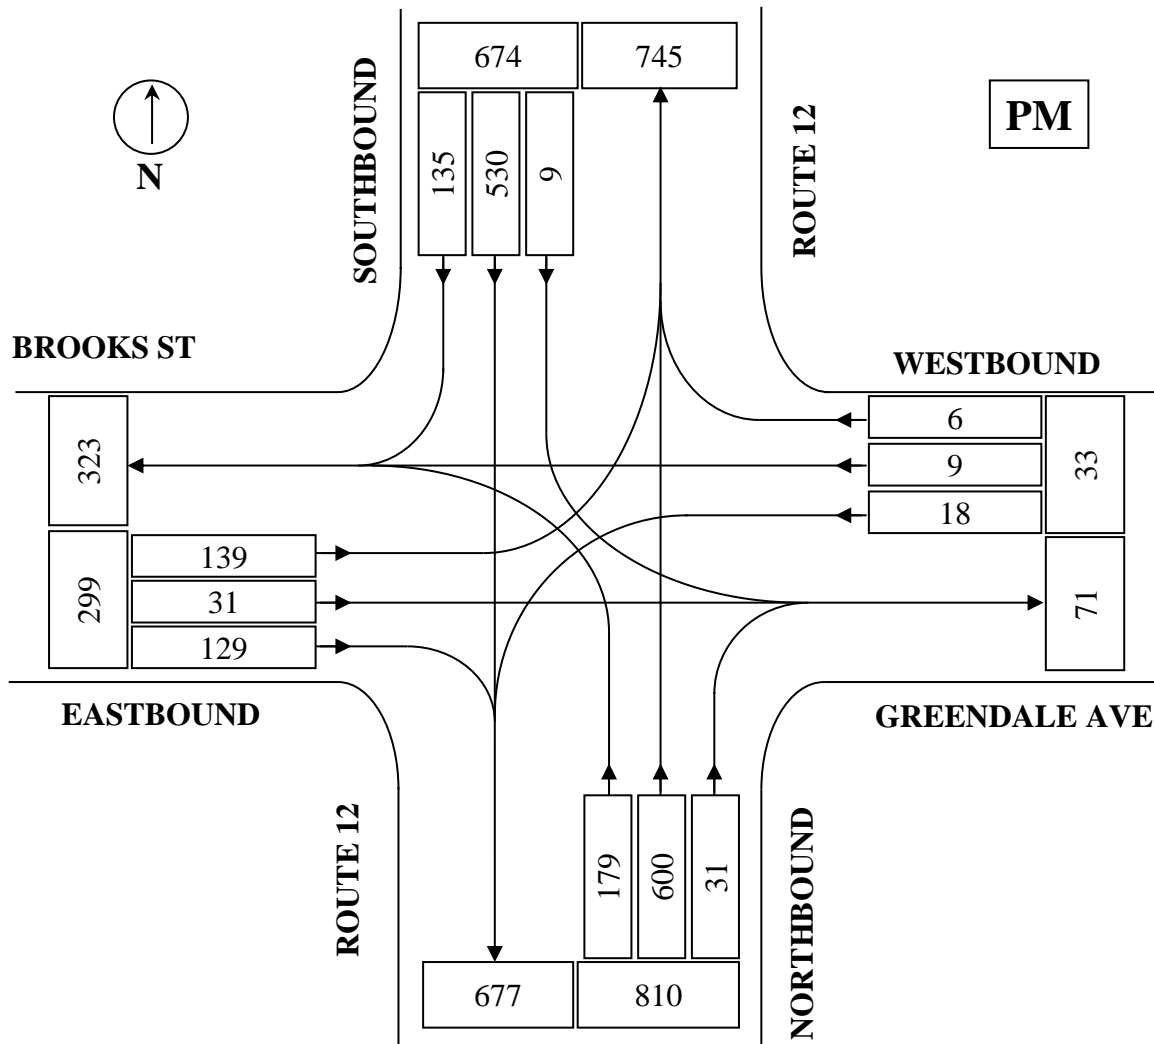 674
745
SOUTHBOUND
135
530
9
ROUTE 12
PM
N
BROOKS ST
WESTBOUND
323
6
9
18
33
299
139
31
129
71
EASTBOUND
GREENDALE AVE
ROUTE 12
179
600
31
NORTHBOUND
677
810